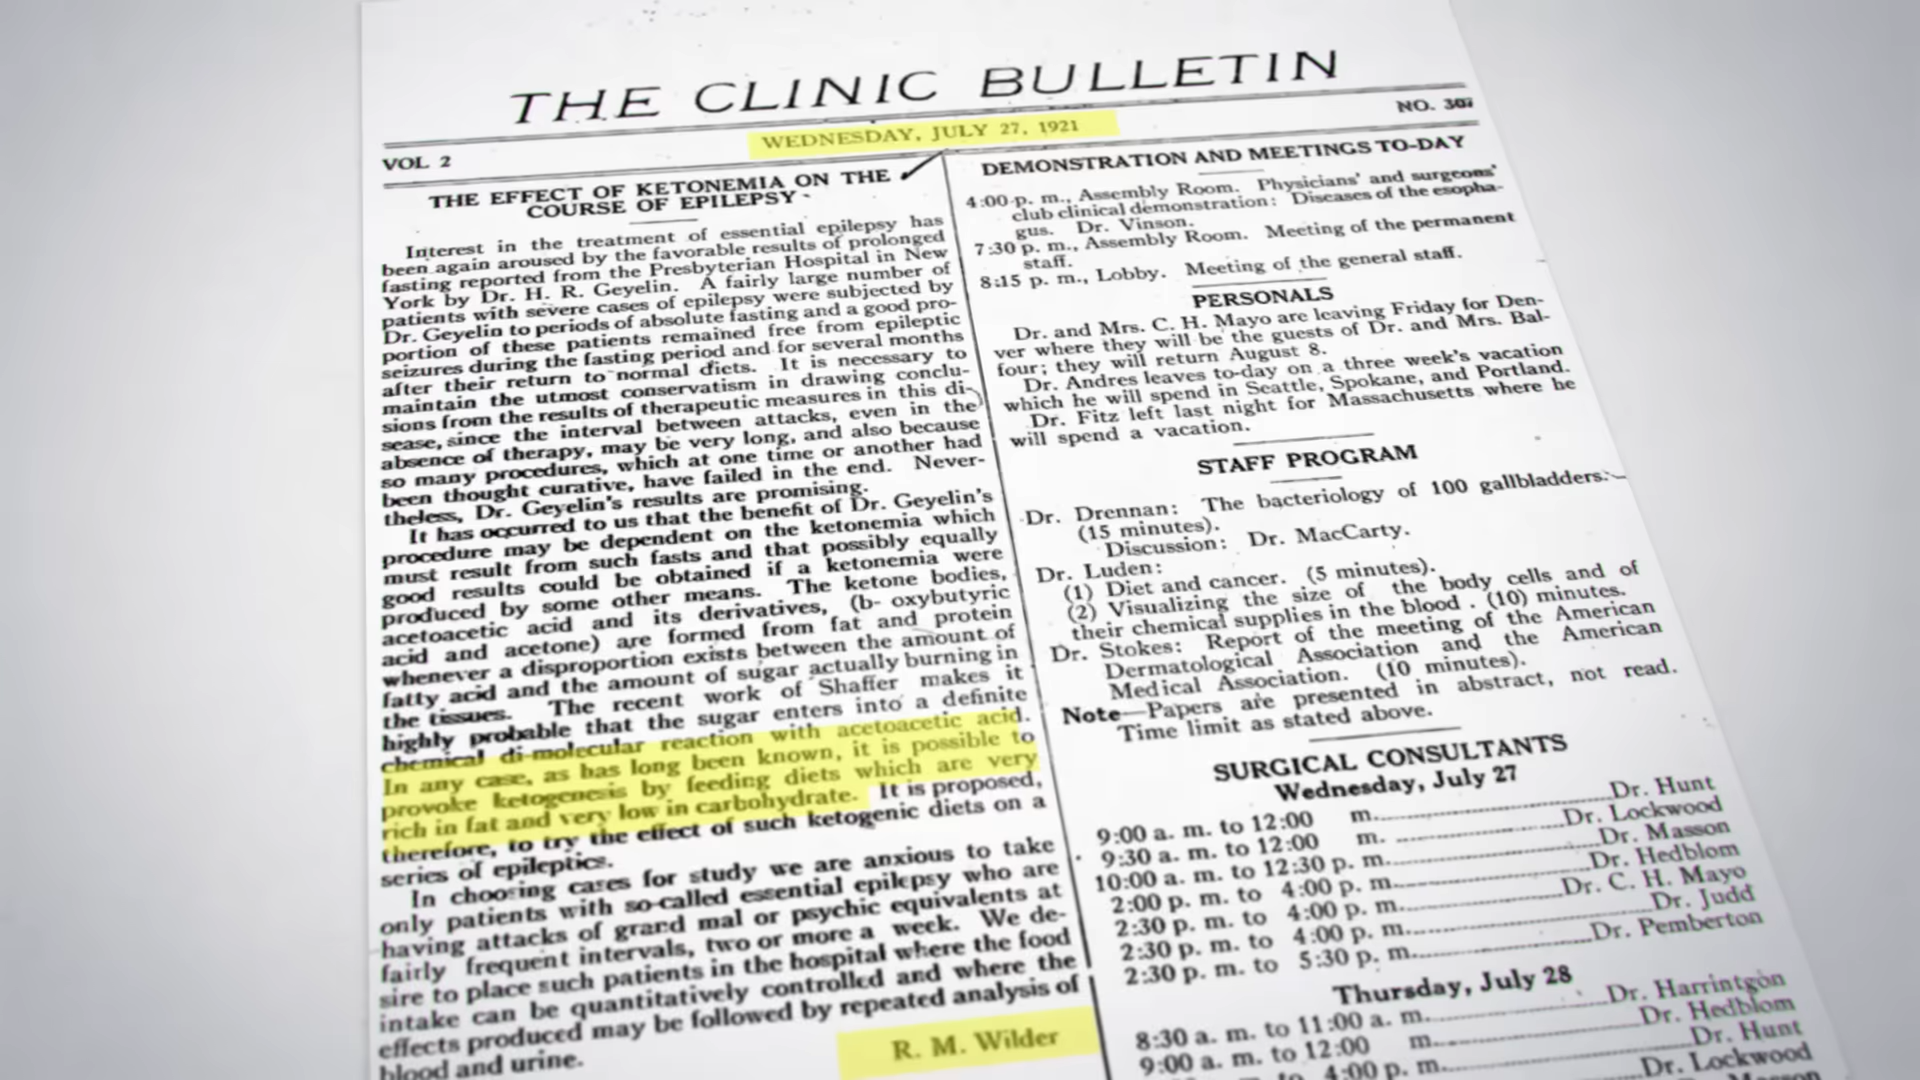 THE CLINIC BULLETIN
VOL 2
WEDNESDAY, JULY 27, 1921
NO. 307
THE EFFECT OF KETONEMIA ON THE
COURSE OF EPILEPSY
Interest in the treatment of essential epilepsy has
been again aroused by the favorable results of prolonged
fasting reported from the Presbyterian Hospital in New
York by Dr. H. R. Geyelin. A fairly large number of
patients with severe cases of epilepsy were subjected by
Dr. Geyelin to periods of absolute fasting and a good pro-
portion of these patients remained free from epileptic
seizures during the fasting period and for several months
after their return to normal diets. It is necessary to
maintain the utmost conservatism in drawing conclu-
sions from the results of therapeutic measures in this di-
sease, since the interval between attacks, even in the
absence of therapy, may be very long, and also because
so many procedures, which at one time or another had
been thought curative, have failed in the end. Never-
theless, Dr. Geyelin's results are promising.
It has occurred to us that the benefit of Dr. Geyelin's
procedure may be dependent on the ketonemia which
must result from such fasts and that possibly equally
good results could be obtained if a ketonemia were
produced by some other means. The ketone bodies,
acetoacetic acid and its derivatives, (b- oxybutyric
acid and acetone) are formed from fat and protein
whenever a disproportion exists between the amount of
fatty acid and the amount of sugar actually burning in
the tissues. The recent work of Shaffer makes it
highly probable that the sugar enters into a definite
chemical di-molecular reaction with acetoacetic acid.
In any case, as has long been known, it is possible to
provoke ketogenesis by feeding diets which are very
rich in fat and very low in carbohydrate. It is proposed,
therefore, to try the effect of such ketogenic diets on a
series of epileptics.
In choosing cases for study we are anxious to take
only patients with so-called essential epilepsy who are
having attacks of grand mal or psychic equivalents at
fairly frequent intervals, two or more a week. We de-
sire to place such patients in the hospital where the food
intake can be quantitatively controlled and where the
effects produced may be followed by repeated analysis of
blood and urine.
R. M. Wilder
DEMONSTRATION AND MEETINGS TO-DAY
4:00 p. m., Assembly Room. Physicians' and surgeons'
club clinical demonstration: Diseases of the esopha-
gus. Dr. Vinson.
7:30 p. m., Assembly Room. Meeting of the permanent
staff.
8:15 p. m., Lobby. Meeting of the general staff.
PERSONALS
Dr. and Mrs. C. H. Mayo are leaving Friday for Den-
ver where they will be the guests of Dr. and Mrs. Bal-
four; they will return August 8.
Dr. Andres leaves to-day on a three week's vacation
which he will spend in Seattle, Spokane, and Portland.
Dr. Fitz left last night for Massachusetts where he
will spend a vacation.
STAFF PROGRAM
Dr. Drennan: The bacteriology of 100 gallbladders.
(15 minutes).
Discussion: Dr. MacCarty.
Dr. Luden:
(1) Diet and cancer. (5 minutes).
(2) Visualizing the size of the body cells and of
their chemical supplies in the blood . (10) minutes.
Dr. Stokes: Report of the meeting of the American
Dermatological Association and the American
Medical Association. (10 minutes).
Note—Papers are presented in abstract, not read.
Time limit as stated above.
SURGICAL CONSULTANTS
Wednesday, July 27
9:00 a. m. to 12:00 m. Dr. Hunt
9:30 a. m. to 12:00 m. Dr. Lockwood
10:00 a. m. to 12:30 p. m. Dr. Masson
2:00 p. m. to 4:00 p. m. Dr. Hedblom
2:30 p. m. to 4:00 p. m. Dr. C. H. Mayo
2:30 p. m. to 4:00 p. m. Dr. Judd
2:30 p. m. to 5:30 p. m. Dr. Pemberton
Thursday, July 28
8:30 a. m. to 11:00 a. m. Dr. Harrintgon
9:00 a. m. to 12:00 m. Dr. Hedblom
Dr. Hunt
to 4:00 p. m. Dr. Lockwood